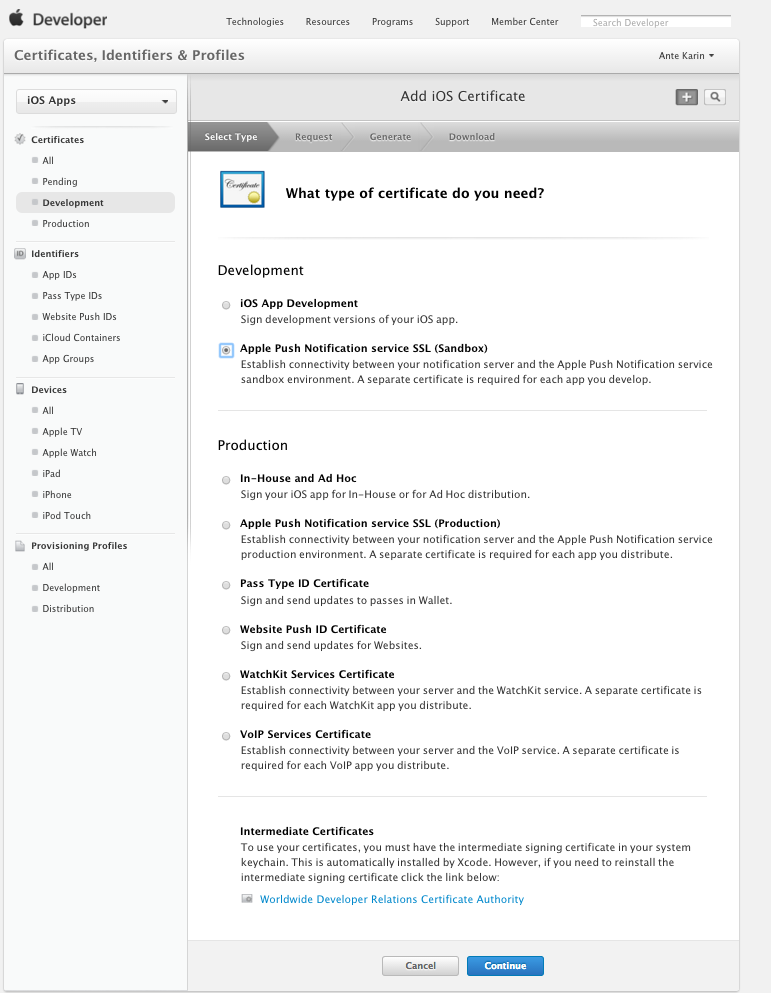 Developer
Technologies Resources Programs Support Member Center Search Developer
Certificates, Identifiers & Profiles
Ante Karin
iOS Apps
Certificates
All
Pending
Development
Production
Identifiers
ID
App IDs
Pass Type IDs
Website Push IDs
iCloud Containers
App Groups
Devices
All
Apple TV
Apple Watch
iPad
iPhone
iPod Touch
Provisioning Profiles
All
Development
Distribution
Add iOS Certificate
Select Type Request Generate Download
Certificate
What type of certificate do you need?
Development
iOS App Development
Sign development versions of your iOS app.
Apple Push Notification service SSL (Sandbox)
Establish connectivity between your notification server and the Apple Push Notification service
sandbox environment. A separate certificate is required for each app you develop.
Production
In-House and Ad Hoc
Sign your iOS app for In-House or for Ad Hoc distribution.
Apple Push Notification service SSL (Production)
Establish connectivity between your notification server and the Apple Push Notification service
production environment. A separate certificate is required for each app you distribute.
Pass Type ID Certificate
Sign and send updates to passes in Wallet.
Website Push ID Certificate
Sign and send updates for Websites.
WatchKit Services Certificate
Establish connectivity between your server and the WatchKit service. A separate certificate is
required for each WatchKit app you distribute.
VoIP Services Certificate
Establish connectivity between your server and the VoIP service. A separate certificate is
required for each VoIP app you distribute.
Intermediate Certificates
To use your certificates, you must have the intermediate signing certificate in your system
keychain. This is automatically installed by Xcode. However, if you need to reinstall the
intermediate signing certificate click the link below:
Worldwide Developer Relations Certificate Authority
Cancel Continue